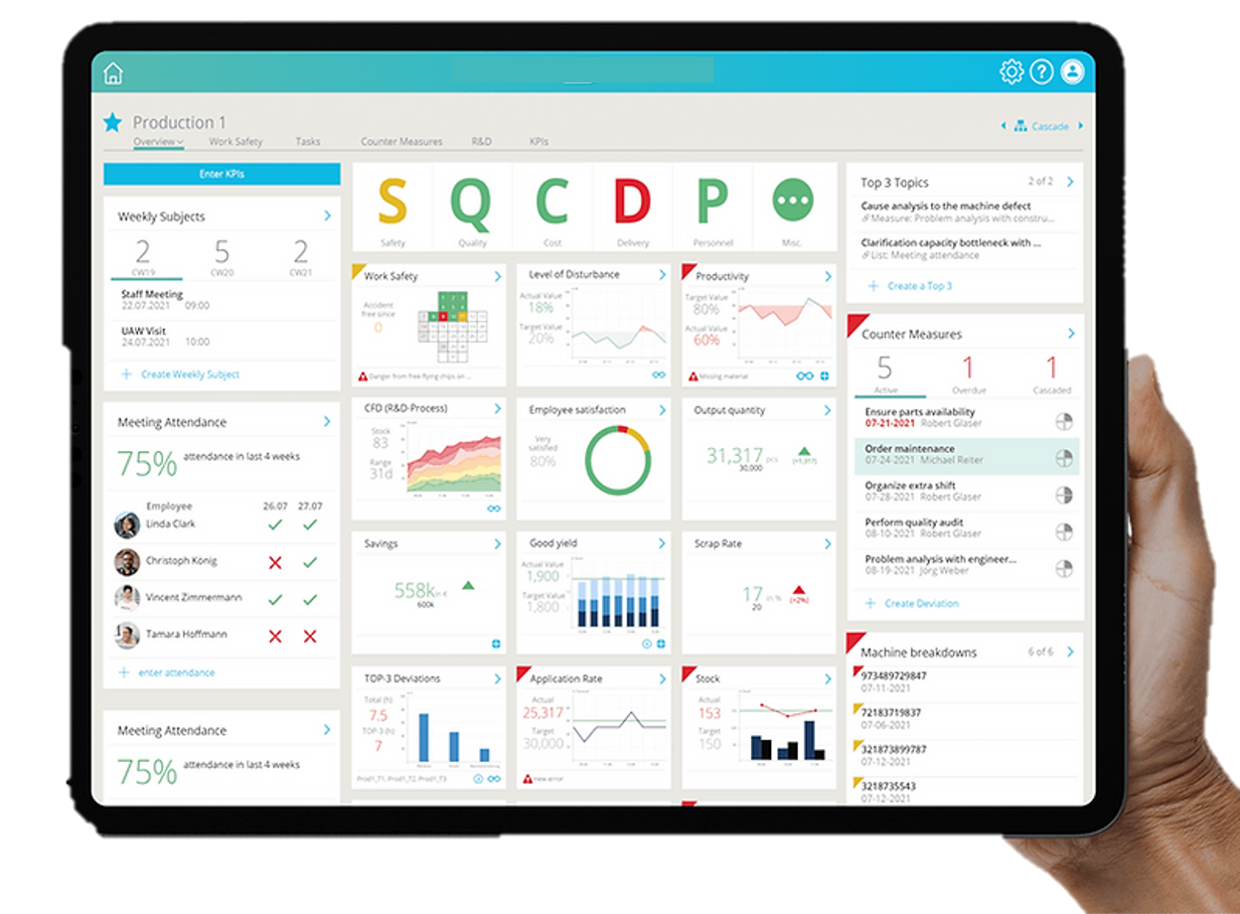 Production 1
Overview
Work Safety
Tasks
Counter Measures
R&D
KPIs
Cascade
Enter KPIs
Weekly Subjects
2
5
2
CW19
CW20
CW21
Staff Meeting
22.07.2021 09:00
UAW Visit
24.07.2021 10:00
+ Create Weekly Subject
Meeting Attendance
75% attendance in last 4 weeks
Employee 26.07 27.07
Linda Clark
Christoph König
Vincent Zimmermann
Tamara Hoffmann
+ enter attendance
Meeting Attendance
75% attendance in last 4 weeks
S
Q
C
D
P
Safety
Quality
Cost
Delivery
Personnel
Misc.
Work Safety
Accident
free since
0
Danger from free flying chips on ...
Level of Disturbance
Actual Value
18%
Target Value
20%
Productivity
Target Value
80%
Actual Value
60%
Missing material
CFD (R&D-Process)
Stock
83
Range
31d
Employee satisfaction
Very
satisfied
80%
Output quantity
31,317 pcs
30,000
(+1,317)
Savings
558k in €
600k
Good yield
Actual Value
1,900
Target Value
1,800
Scrap Rate
17 in %
20
(+2%)
TOP-3 Deviations
Total (h)
7.5
TOP-3 (h)
7
Prod1_T1, Prod1_T2, Prod1_T3
Application Rate
Actual
25,317
Target
30,000
new error
Stock
Actual
153
Target
150
Top 3 Topics 2 of 2
Cause analysis to the machine defect
Measure: Problem analysis with constru...
Clarification capacity bottleneck with ...
List: Meeting attendance
+ Create a Top 3
Counter Measures
5
1
1
Active
Overdue
Cascaded
Ensure parts availability
07-21-2021 Robert Glaser
Order maintenance
07-24-2021 Michael Reiter
Organize extra shift
07-28-2021 Robert Glaser
Perform quality audit
08-10-2021 Robert Glaser
Problem analysis with engineer...
08-19-2021 Jörg Weber
+ Create Deviation
Machine breakdowns 6 of 6
973489729847
07-11-2021
72183719837
07-06-2021
321873899787
07-12-2021
3218735543
07-12-2021